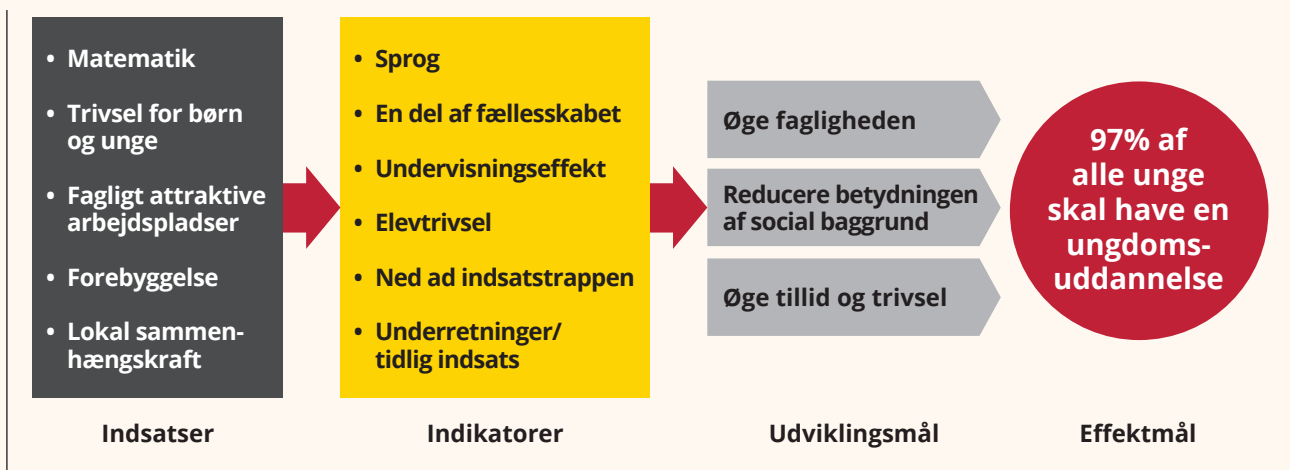 • Matematik
• Trivsel for børn
og unge
• Fagligt attraktive
arbejdspladser
• Forebyggelse
• Lokal sammen-
hængskraft
Indsatser
• Sprog
• En del af fællesskabet
• Undervisningseffekt
• Elevtrivsel
• Ned ad indsatstrappen
• Underretninger/
tidlig indsats
Indikatorer
Øge fagligheden
Reducere betydningen
af social baggrund
Øge tillid og trivsel
Udviklingsmål
97% af
alle unge
skal have en
ungdoms-
uddannelse
Effektmål